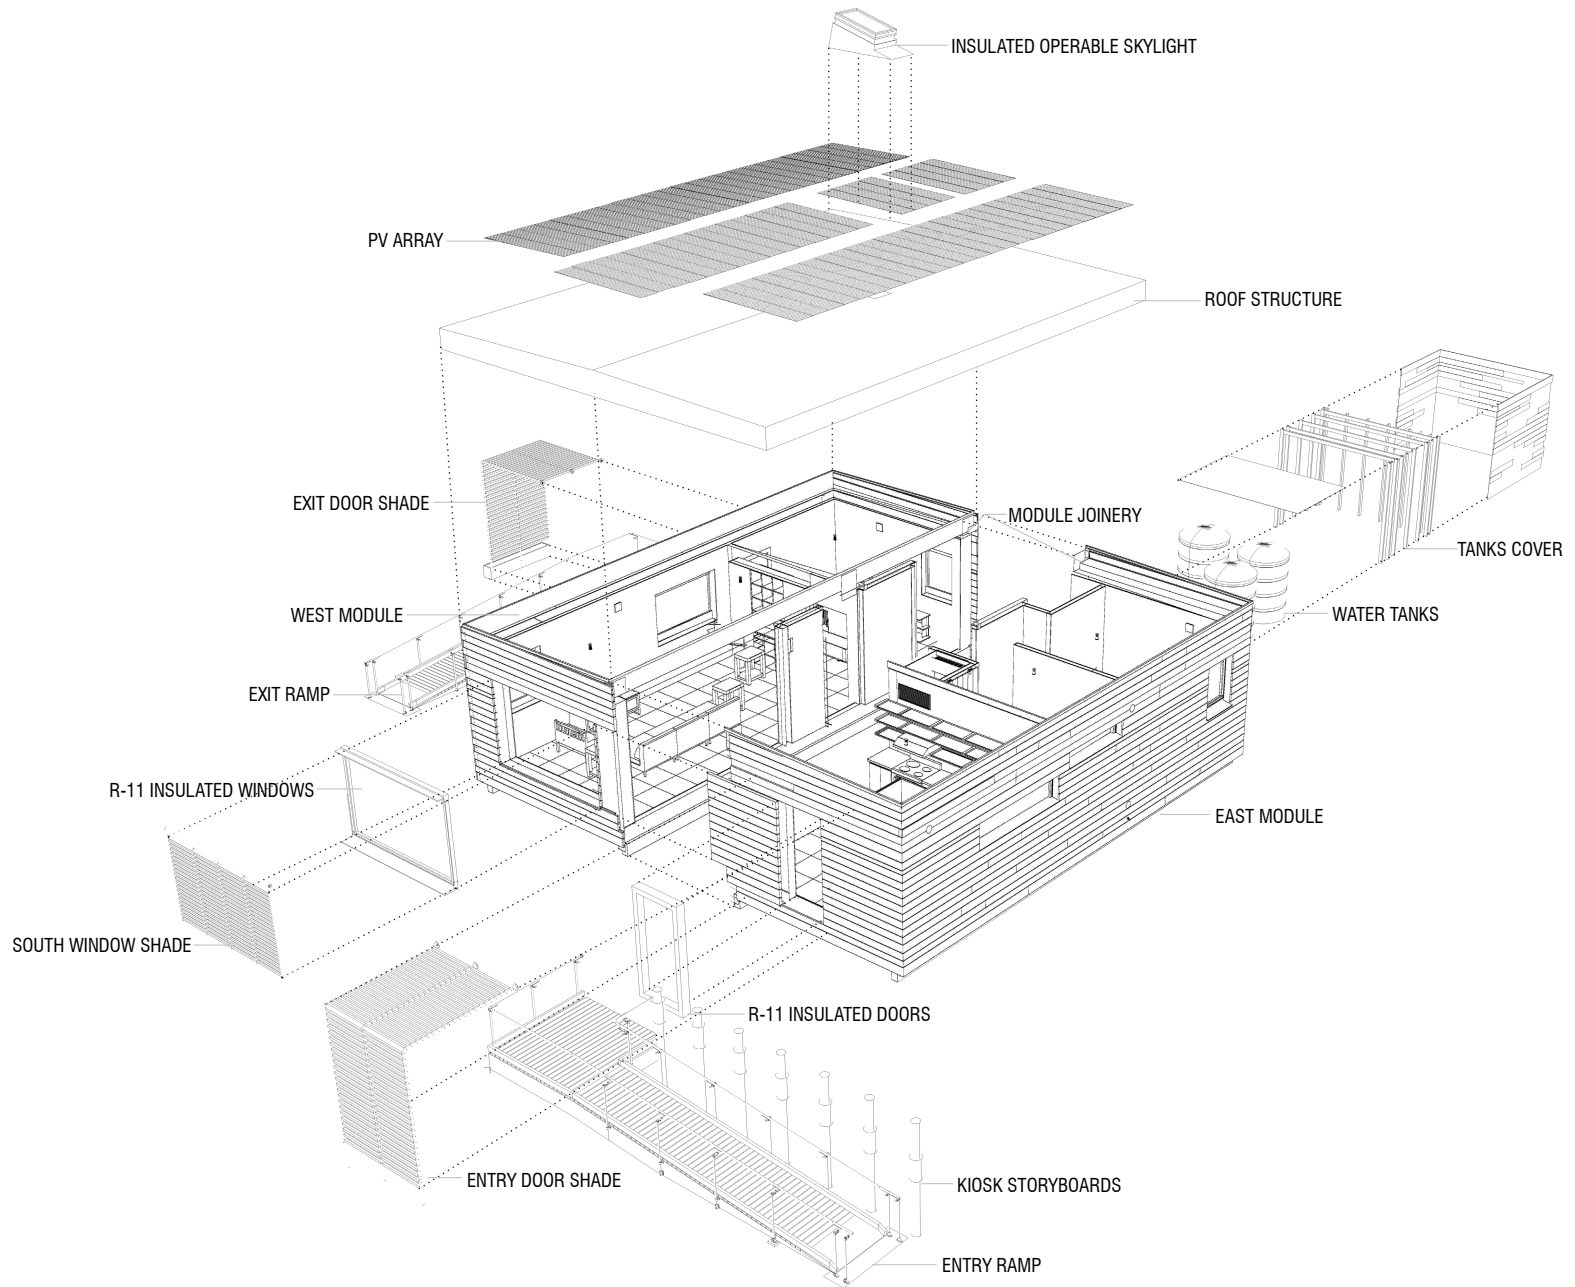 INSULATED OPERABLE SKYLIGHT
PV ARRAY
ROOF STRUCTURE
EXIT DOOR SHADE
MODULE JOINERY
TANKS COVER
WEST MODULE
WATER TANKS
EXIT RAMP
R-11 INSULATED WINDOWS
EAST MODULE
SOUTH WINDOW SHADE
R-11 INSULATED DOORS
ENTRY DOOR SHADE
KIOSK STORYBOARDS
ENTRY RAMP